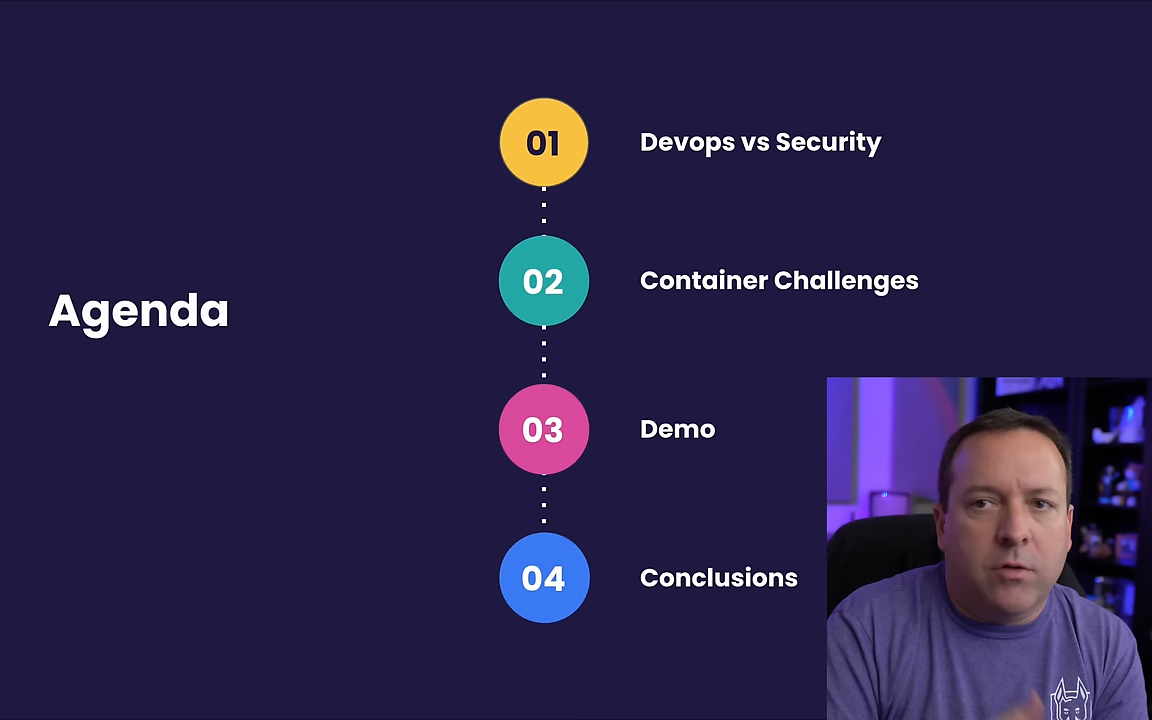 Agenda
01
Devops vs Security
02
Container Challenges
03
Demo
04
Conclusions